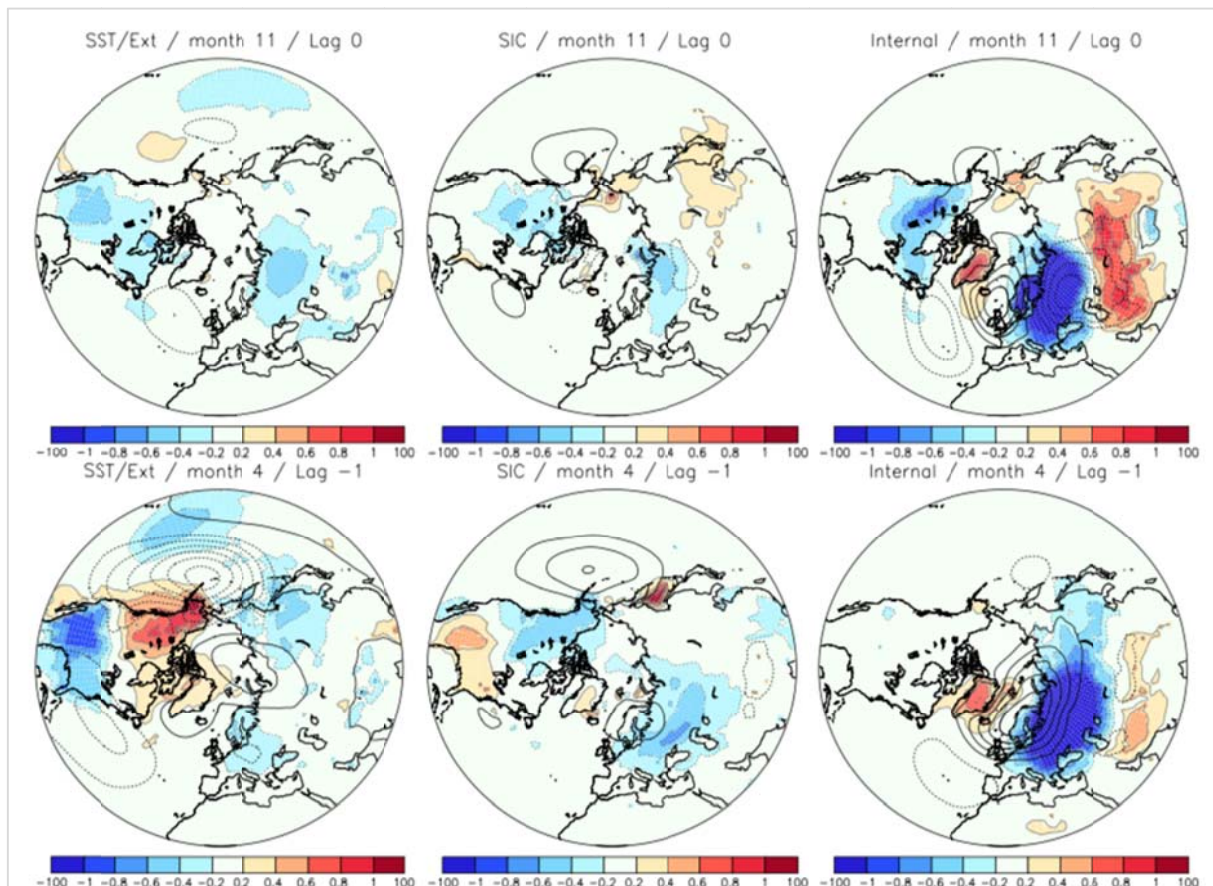 SST/Ext / month 11 / Lag 0
SIC / month 11 / Lag 0
Internal / month 11 / Lag 0
-100 -1 -0.8 -0.6 -0.4 -0.2 0.2 0.4 0.6 0.8 1 100
-100 -1 -0.8 -0.6 -0.4 -0.2 0.2 0.4 0.6 0.8 1 100
-100 -1 -0.8 -0.6 -0.4 -0.2 0.2 0.4 0.6 0.8 1 100
SST/Ext / month 4 / Lag -1
SIC / month 4 / Lag -1
Internal / month 4 / Lag -1
-100 -1 -0.8 -0.6 -0.4 -0.2 0.2 0.4 0.6 0.8 1 100
-100 -1 -0.8 -0.6 -0.4 -0.2 0.2 0.4 0.6 0.8 1 100
-100 -1 -0.8 -0.6 -0.4 -0.2 0.2 0.4 0.6 0.8 1 100